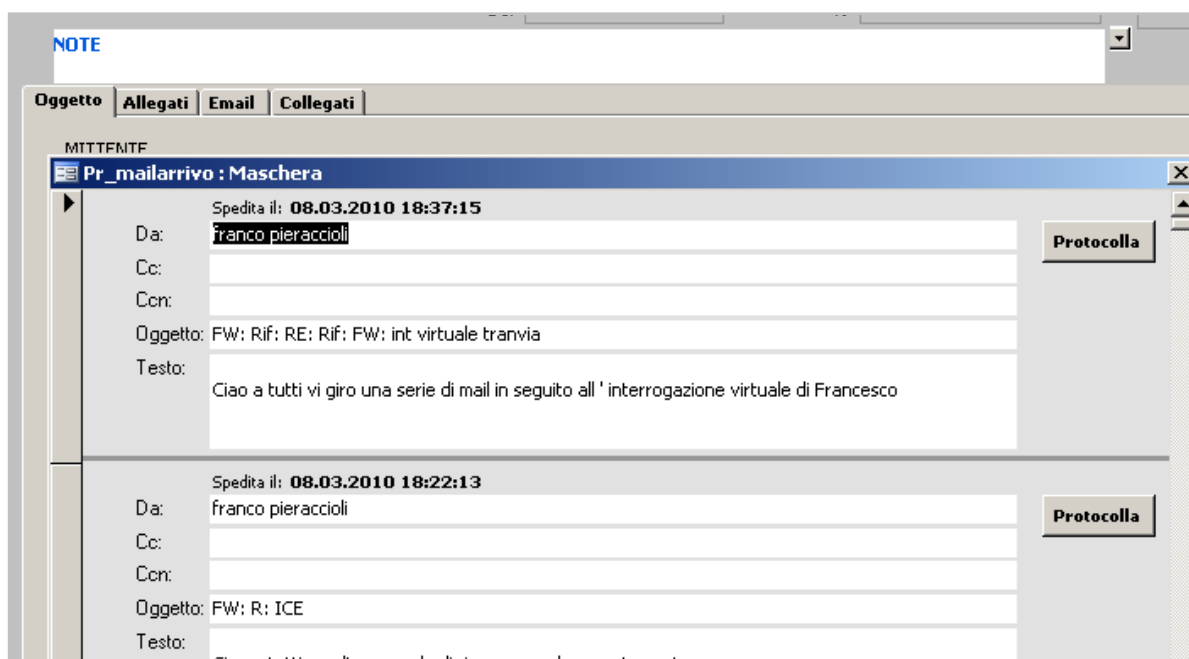 NOTE
Oggetto Allegati Email Collegati
MITTENTE
Pr_mailarrivo : Maschera
Spedita il: 08.03.2010 18:37:15
Da: franco pieraccioli
Protocolla
Cc:
Ccn:
Oggetto: FW: Rif: RE: Rif: FW: int virtuale tranvia
Testo:
Ciao a tutti vi giro una serie di mail in seguito all ' interrogazione virtuale di Francesco
Spedita il: 08.03.2010 18:22:13
Da: franco pieraccioli
Protocolla
Cc:
Ccn:
Oggetto: FW: R: ICE
Testo: